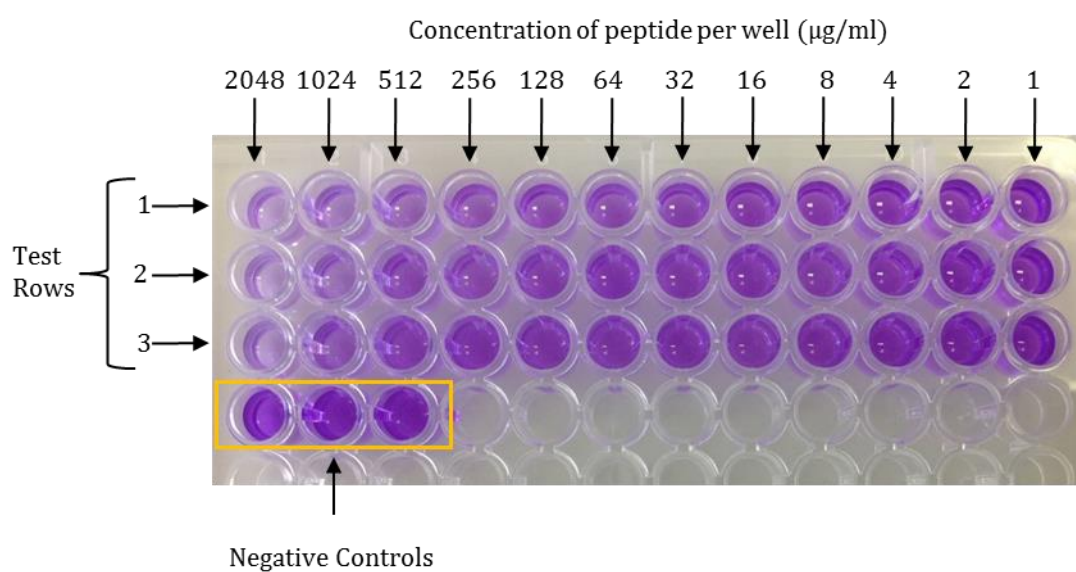 Concentration of peptide per well (µg/ml)
2048 1024 512 256 128 64 32 16 8 4 2 1
1
Test
Rows
2
3
Negative Controls